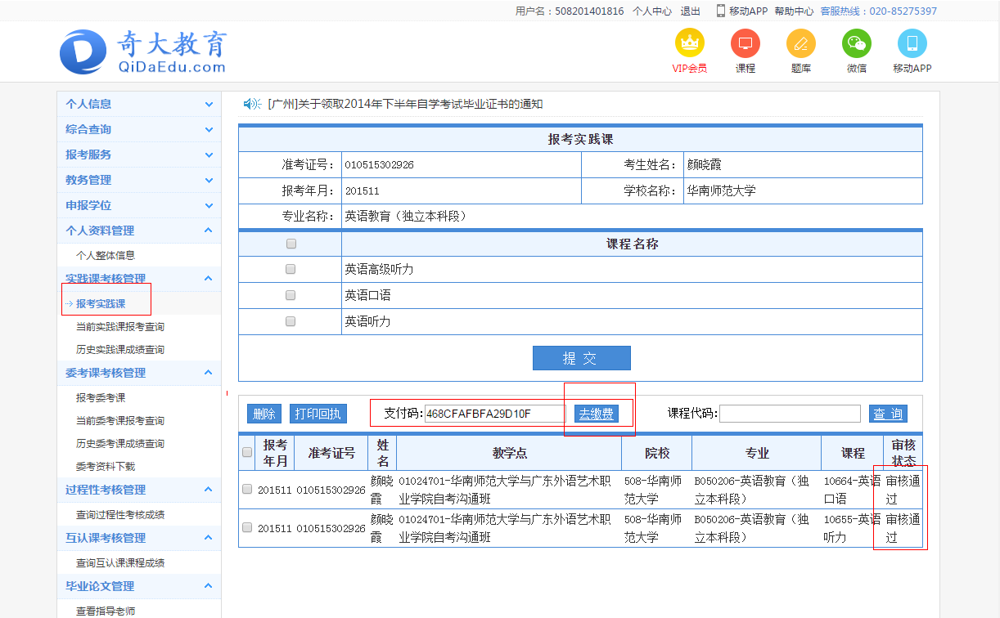 用户名：508201401816 个人中心 退出 移动APP 帮助中心 客服热线：020-85275397
奇大教育
QiDaEdu.com
VIP会员 课程 题库 微信 移动APP
个人信息
综合查询
报考服务
教务管理
申报学位
个人资料管理
个人整体信息
实践课考核管理
报考实践课
当前实践课报考查询
历史实践课成绩查询
委考课考核管理
报考委考课
当前委考课报考查询
历史委考课成绩查询
委考资料下载
过程性考核管理
查询过程性考核成绩
互认课考核管理
查询互认课课程成绩
毕业论文管理
查看指导老师
[广州]关于领取2014年下半年自学考试毕业证书的通知
报考实践课
准考证号： 010515302926 考生姓名： 颜晓霞
报考年月： 201511 学校名称： 华南师范大学
专业名称： 英语教育（独立本科段）
课程名称
英语高级听力
英语口语
英语听力
提 交
删除 打印回执 支付码: 468CFAFBFA29D10F 去缴费 课程代码: 查 询
报考年月 准考证号 姓名 教学点 院校 专业 课程 审核状态
201511 010515302926 颜晓霞 01024701-华南师范大学与广东外语艺术职业学院自考沟通班 508-华南师范大学 B050206-英语教育（独立本科段） 10664-英语口语 审核通过
201511 010515302926 颜晓霞 01024701-华南师范大学与广东外语艺术职业学院自考沟通班 508-华南师范大学 B050206-英语教育（独立本科段） 10655-英语听力 审核通过